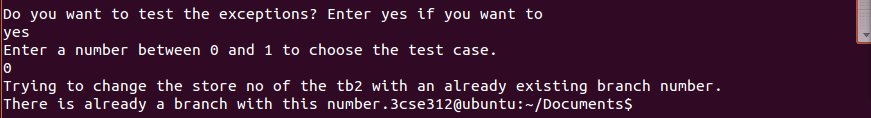 Do you want to test the exceptions? Enter yes if you want to
yes
Enter a number between 0 and 1 to choose the test case.
0
Trying to change the store no of the tb2 with an already existing branch number.
There is already a branch with this number.3cse312@ubuntu:~/Documents$